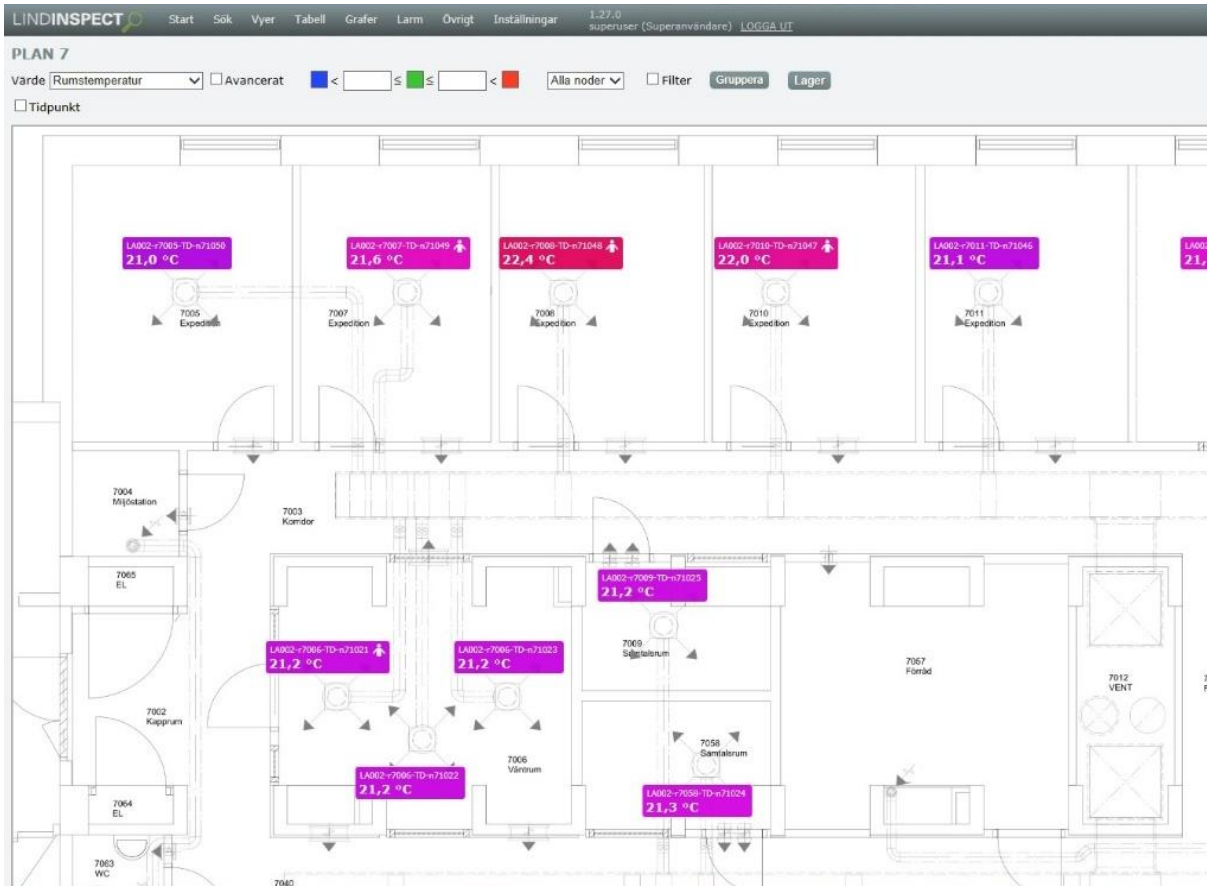 LINDINSPECT Start Sök Vyer Tabell Grafer Larm Övrigt Inställningar
1.27.0
superuser (Superanvändare) LOGGA UT
PLAN 7
Värde Rumstemperatur Avancerat < ≤ ≤ < Alla noder Filter Gruppera Lager
Tidpunkt
LA002-r7005-TD-n71050
21,0 °C
LA002-r7007-TD-n71049
21,6 °C
LA002-r7008-TD-n71048
22,4 °C
LA002-r7010-TD-n71047
22,0 °C
LA002-r7011-TD-n71046
21,1 °C
LA002
21,
7005
Expedition
7007
Expedition
7008
Expedition
7010
Expedition
7011
Expedition
7004
Miljöstation
7003
Korridor
7065
EL
LA002-r7009-TD-n71025
21,2 °C
7009
Samtalsrum
LA002-r7006-TD-n71021
21,2 °C
LA002-r7006-TD-n71023
21,2 °C
7067
Förråd
7012
VENT
7002
Kapprum
7006
Vänrum
7058
Samtalsrum
LA002-r7006-TD-n71022
21,2 °C
LA002-r7058-TD-n71024
21,3 °C
7064
EL
7063
WC
7040